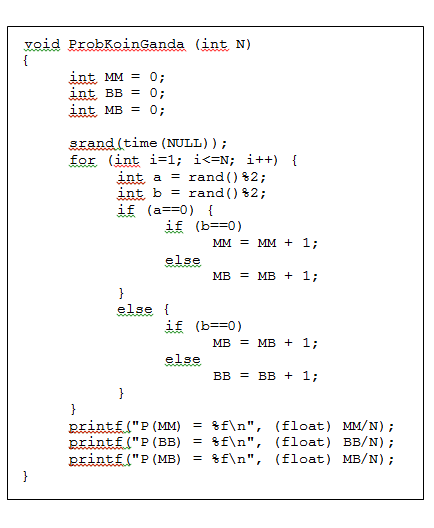 void ProbKoinGanda (int N)
{
int MM = 0;
int BB = 0;
int MB = 0;
srand(time(NULL));
for (int i=1; i<=N; i++) {
int a = rand()%2;
int b = rand()%2;
if (a==0) {
if (b==0)
MM = MM + 1;
else
MB = MB + 1;
}
else {
if (b==0)
MB = MB + 1;
else
BB = BB + 1;
}
}
printf("P(MM) = %f\n", (float) MM/N);
printf("P(BB) = %f\n", (float) BB/N);
printf("P(MB) = %f\n", (float) MB/N);
}